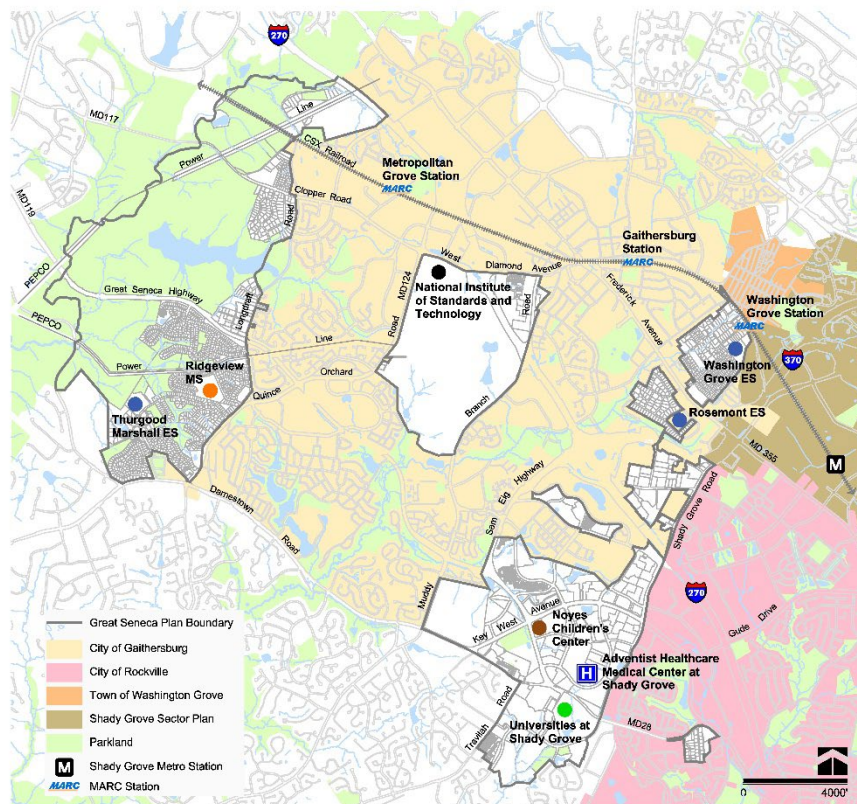 270
MD117
Line
Power
CSX Railroad
Clopper Road
Road
Metropolitan
Grove Station
MARC
MD119
PEPCO
Great Seneca Highway
Longdraft
PEPCO
Power
Line
Ridgeview
MS
Thurgood
Marshall ES
Quince
Orchard
Road
MD124
West
Diamond Avenue
Road
National Institute
of Standards and
Technology
Branch
Gaithersburg
Station
MARC
Frederick
Avenue
Washington
Grove Station
MARC
370
Washington
Grove ES
Rosemont ES
MD 355
M
Darnestown
Road
Sam Eig Highway
Muddy
Shady Grove Road
270
Gude Drive
Key West Avenue
Noyes
Children's
Center
H
Adventist Healthcare
Medical Center at
Shady Grove
Universities at
Shady Grove
Travilah Road
MD28
Great Seneca Plan Boundary
City of Gaithersburg
City of Rockville
Town of Washington Grove
Shady Grove Sector Plan
Parkland
M Shady Grove Metro Station
MARC MARC Station
0 4000'